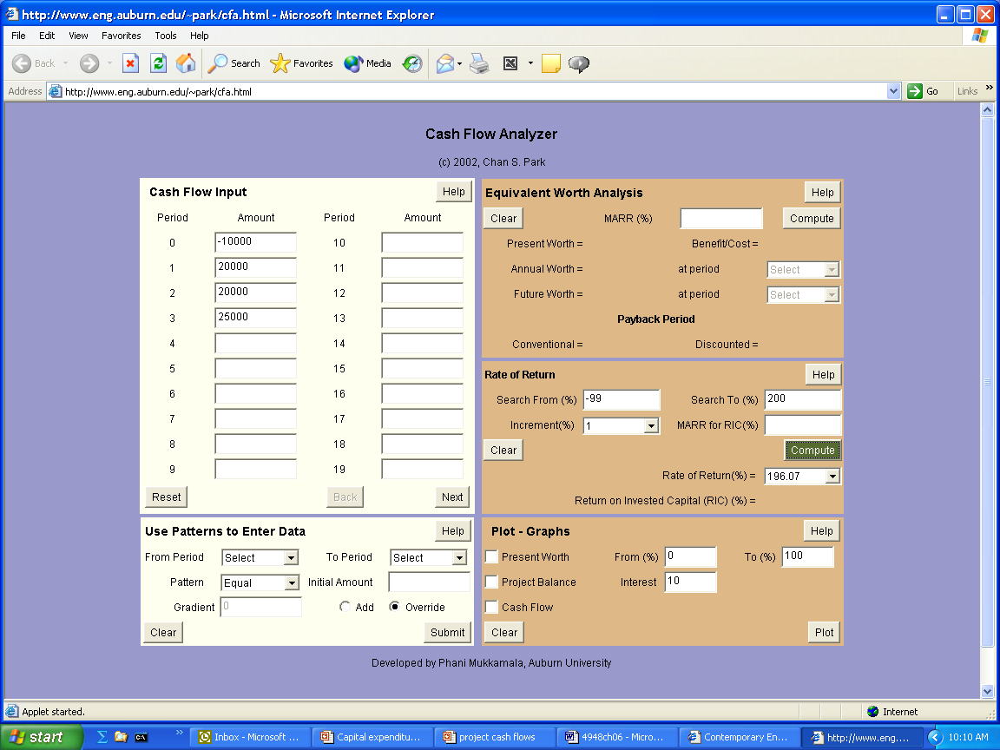 http://www.eng.auburn.edu/~park/cfa.html - Microsoft Internet Explorer
File Edit View Favorites Tools Help
Back Search Favorites Media
Address http://www.eng.auburn.edu/~park/cfa.html Go Links »
Cash Flow Analyzer
(c) 2002, Chan S. Park
Cash Flow Input Help
Period Amount Period Amount
0 -10000 10
1 20000 11
2 20000 12
3 25000 13
4 14
5 15
6 16
7 17
8 18
9 19
Reset Back Next
Use Patterns to Enter Data Help
From Period Select To Period Select
Pattern Equal Initial Amount
Gradient 0 Add Override
Clear Submit
Equivalent Worth Analysis Help
Clear MARR (%) Compute
Present Worth = Benefit/Cost =
Annual Worth = at period Select
Future Worth = at period Select
Payback Period
Conventional = Discounted =
Rate of Return Help
Search From (%) -99 Search To (%) 200
Increment(%) 1 MARR for RIC(%)
Clear Compute
Rate of Return(%) = 196.07
Return on Invested Capital (RIC) (%) =
Plot - Graphs Help
Present Worth From (%) 0 To (%) 100
Project Balance Interest 10
Cash Flow
Clear Plot
Developed by Phani Mukkamala, Auburn University
Applet started. Internet
start » Inbox - Microsoft ... Capital expenditu... project cash flows 4948ch06 - Micro... Contemporary En... http://www.eng.... 10:10 AM